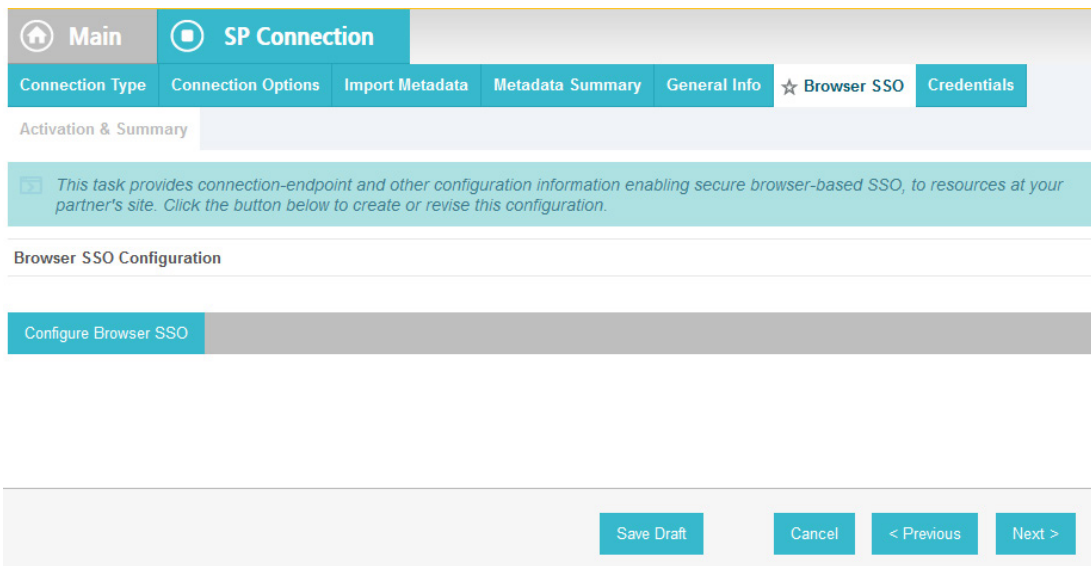 Main
SP Connection
Connection Type
Connection Options
Import Metadata
Metadata Summary
General Info
Browser SSO
Credentials
Activation & Summary
This task provides connection-endpoint and other configuration information enabling secure browser-based SSO, to resources at your
partner's site. Click the button below to create or revise this configuration.
Browser SSO Configuration
Configure Browser SSO
Save Draft
Cancel
< Previous
Next >